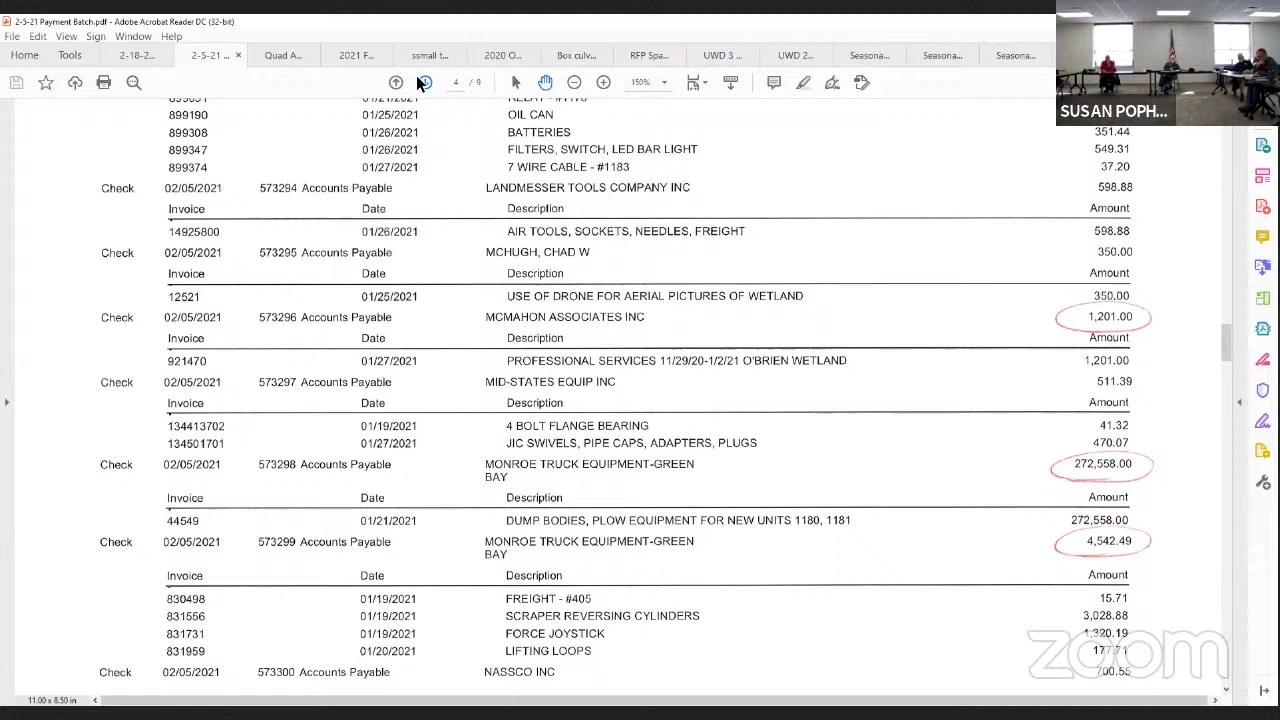 2-5-21 Payment Batch.pdf - Adobe Acrobat Reader DC (32-bit)
File Edit View Sign Window Help
Home Tools 2-18-2... 2-5-21 ... × Quad A... 2021 F... ssmall t... 2020 O... Box culv... RFP Spa... UWD 3 ... UWD 2... Seasona... Seasona... Seasona...
4 / 9 150%
SUSAN POPH...
899190 01/25/2021 OIL CAN
899308 01/26/2021 BATTERIES 351.44
899347 01/26/2021 FILTERS, SWITCH, LED BAR LIGHT 549.31
899374 01/27/2021 7 WIRE CABLE - #1183 37.20
Check 02/05/2021 573294 Accounts Payable LANDMESSER TOOLS COMPANY INC 598.88
Invoice Date Description Amount
14925800 01/26/2021 AIR TOOLS, SOCKETS, NEEDLES, FREIGHT 598.88
Check 02/05/2021 573295 Accounts Payable MCHUGH, CHAD W 350.00
Invoice Date Description Amount
12521 01/25/2021 USE OF DRONE FOR AERIAL PICTURES OF WETLAND 350.00
Check 02/05/2021 573296 Accounts Payable MCMAHON ASSOCIATES INC 1,201.00
Invoice Date Description Amount
921470 01/27/2021 PROFESSIONAL SERVICES 11/29/20-1/2/21 O'BRIEN WETLAND 1,201.00
Check 02/05/2021 573297 Accounts Payable MID-STATES EQUIP INC 511.39
Invoice Date Description Amount
134413702 01/19/2021 4 BOLT FLANGE BEARING 41.32
134501701 01/27/2021 JIC SWIVELS, PIPE CAPS, ADAPTERS, PLUGS 470.07
Check 02/05/2021 573298 Accounts Payable MONROE TRUCK EQUIPMENT-GREEN 272,558.00
BAY
Invoice Date Description Amount
44549 01/21/2021 DUMP BODIES, PLOW EQUIPMENT FOR NEW UNITS 1180, 1181 272,558.00
Check 02/05/2021 573299 Accounts Payable MONROE TRUCK EQUIPMENT-GREEN 4,542.49
BAY
Invoice Date Description Amount
830498 01/19/2021 FREIGHT - #405 15.71
831556 01/19/2021 SCRAPER REVERSING CYLINDERS 3,028.88
831731 01/19/2021 FORCE JOYSTICK 1,320.19
831959 01/20/2021 LIFTING LOOPS 177.71
Check 02/05/2021 573300 Accounts Payable NASSCO INC 700.55
zoom
11.00 x 8.50 in